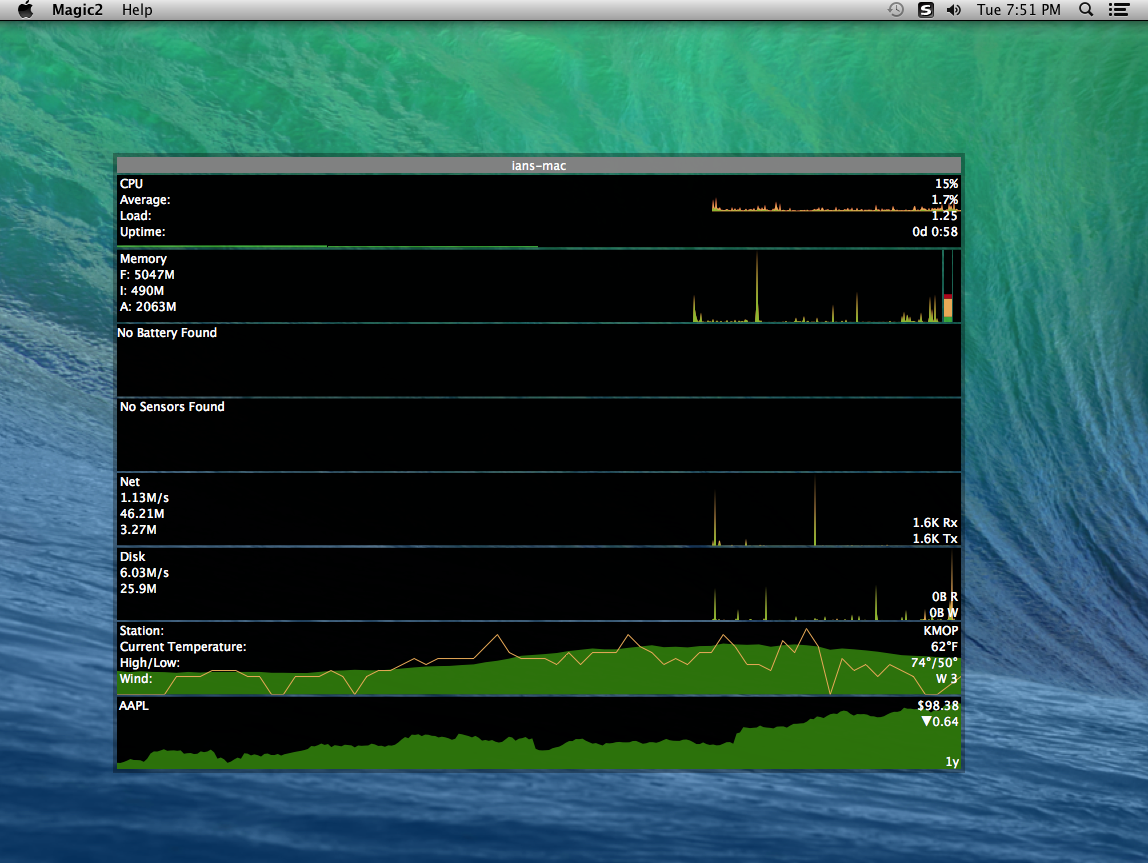 Magic2 Help Tue 7:51 PM
ians-mac
CPU 15%
Average: 1.7%
Load: 1.25
Uptime: 0d 0:58
Memory
F: 5047M
I: 490M
A: 2063M
No Battery Found
No Sensors Found
Net
1.13M/s
46.21M
3.27M
1.6K Rx
1.6K Tx
Disk
6.03M/s
25.9M
0B R
0B W
Station: KMOP
Current Temperature: 62°F
High/Low: 74°/50°
Wind: W 3
AAPL $98.38
▼0.64
1y